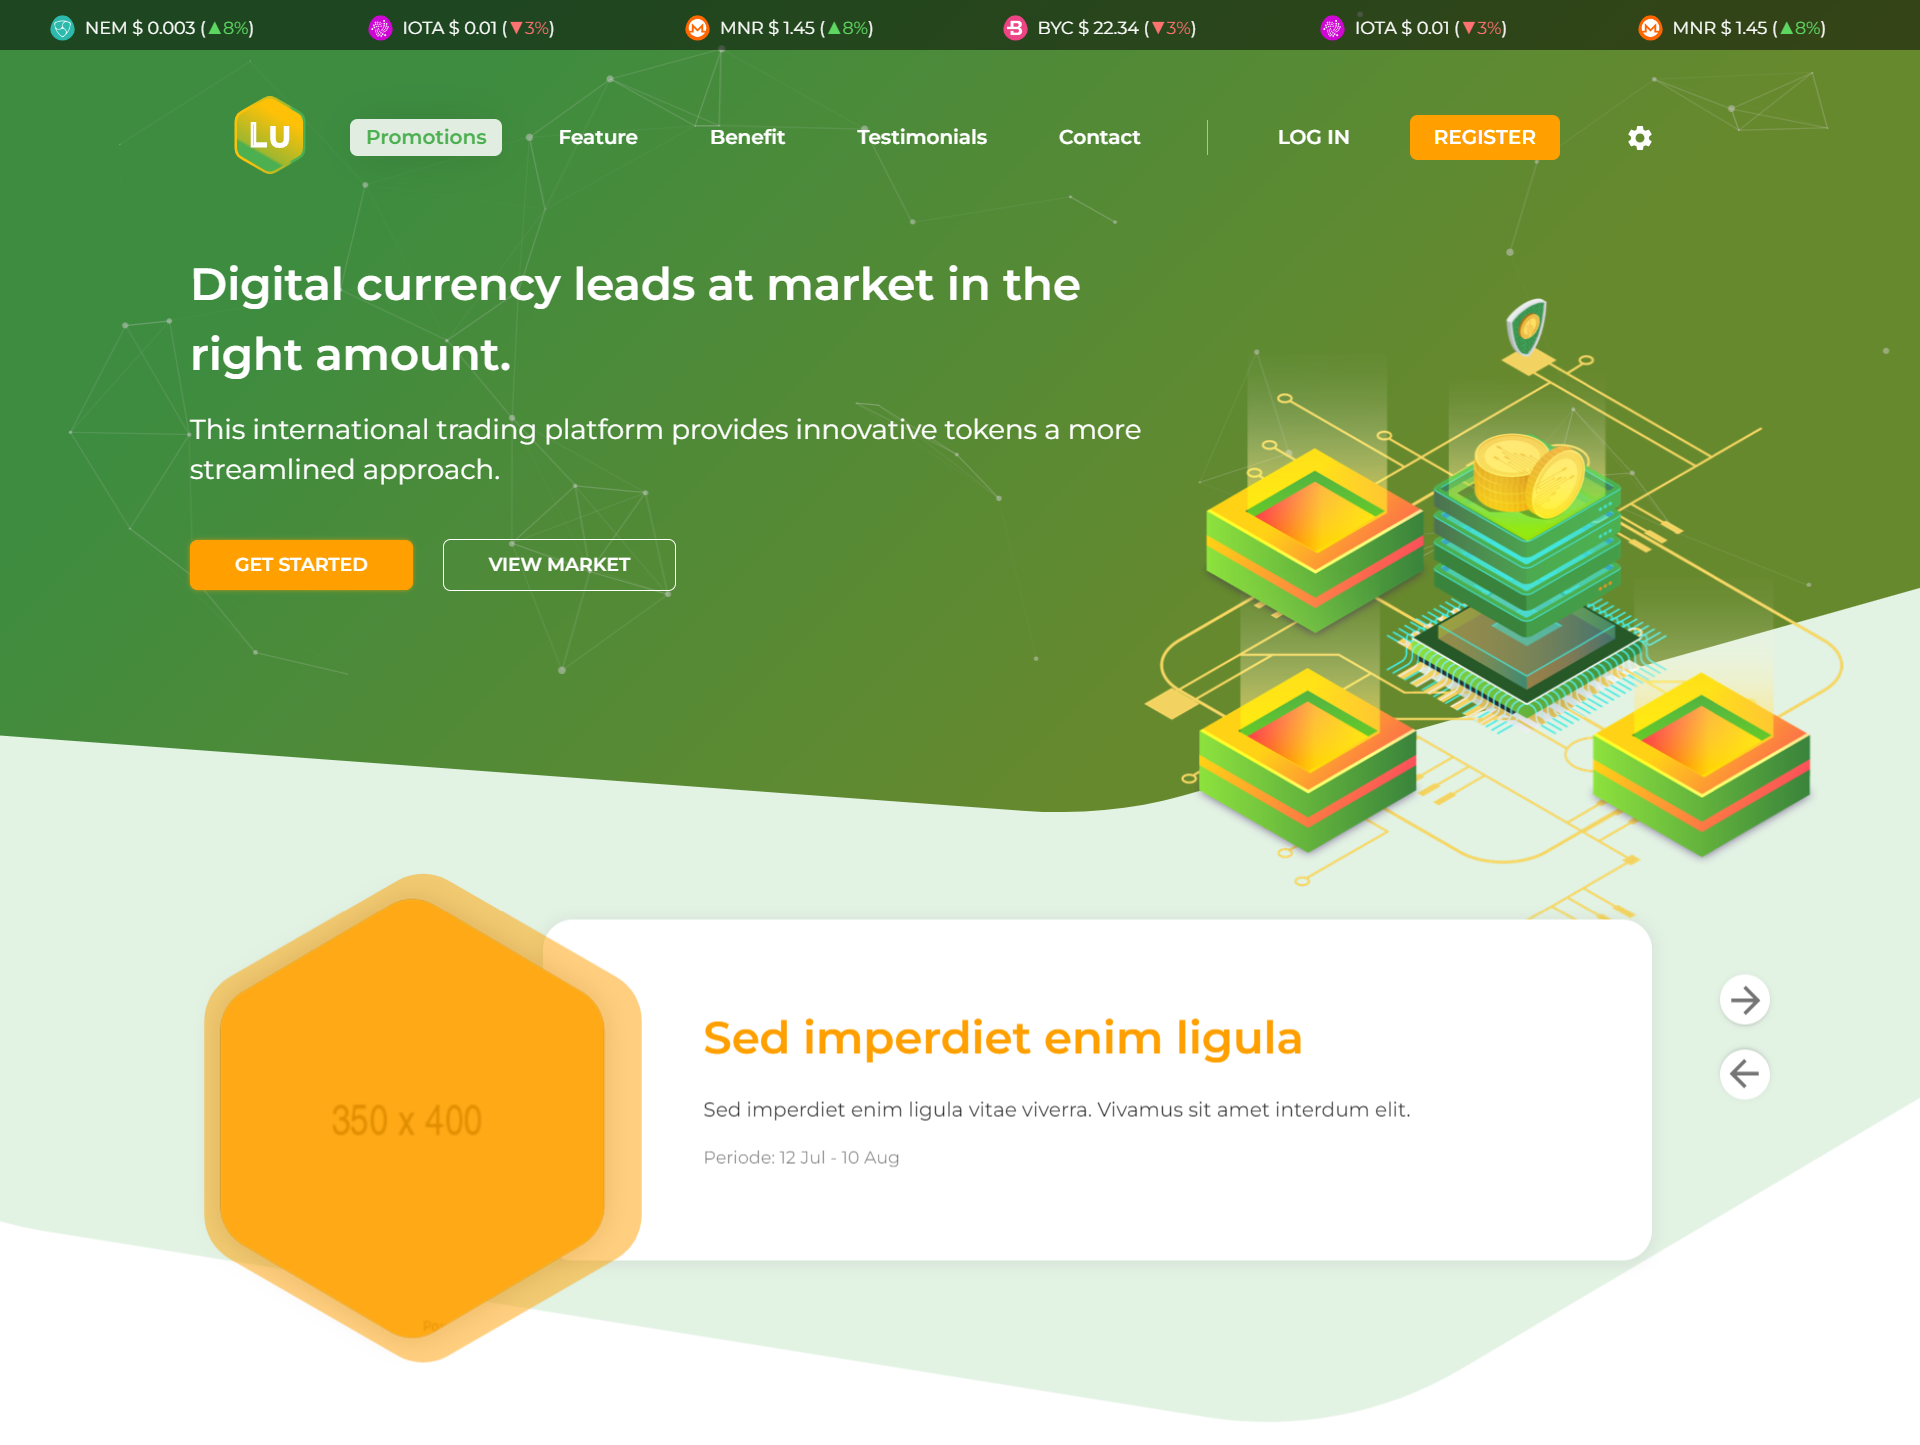 NEM $ 0.003 (▲8%) IOTA $ 0.01 (▼3%) MNR $ 1.45 (▲8%) BYC $ 22.34 (▼3%) IOTA $ 0.01 (▼3%) MNR $ 1.45 (▲8%)
Lu Promotions Feature Benefit Testimonials Contact LOG IN REGISTER
Digital currency leads at market in the
right amount.
This international trading platform provides innovative tokens a more
streamlined approach.
GET STARTED VIEW MARKET
Sed imperdiet enim ligula
Sed imperdiet enim ligula vitae viverra. Vivamus sit amet interdum elit.
350 x 400
Periode: 12 Jul - 10 Aug